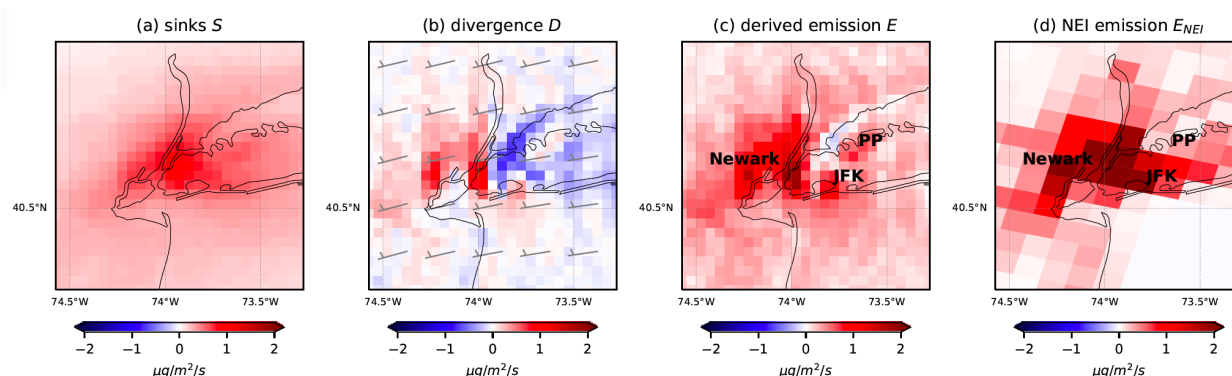 (a) sinks S
(b) divergence D
(c) derived emission E
(d) NEI emission E_NEI
Newark
PP
JFK
Newark
PP
JFK
40.5°N
40.5°N
40.5°N
40.5°N
74.5°W 74°W 73.5°W
74.5°W 74°W 73.5°W
74.5°W 74°W 73.5°W
74.5°W 74°W 73.5°W
−2 −1 0 1 2
−2 −1 0 1 2
−2 −1 0 1 2
−2 −1 0 1 2
μg/m²/s
μg/m²/s
μg/m²/s
μg/m²/s